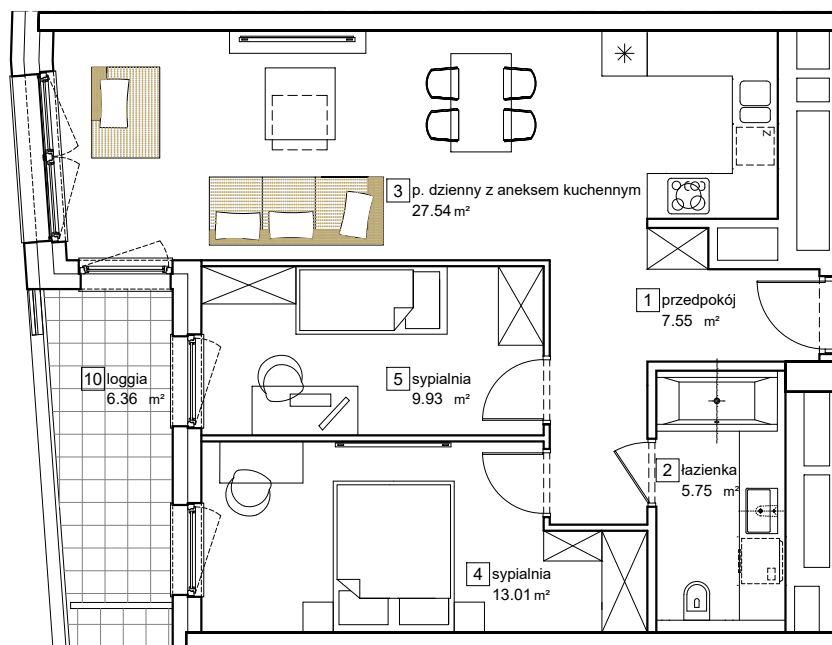 3 p. dzienny z aneksem kuchennym
27.54 m²
1 przedpokój
7.55 m²
10 loggia
6.36 m²
5 sypialnia
9.93 m²
2 łazienka
5.75 m²
4 sypialnia
13.01 m²
Z